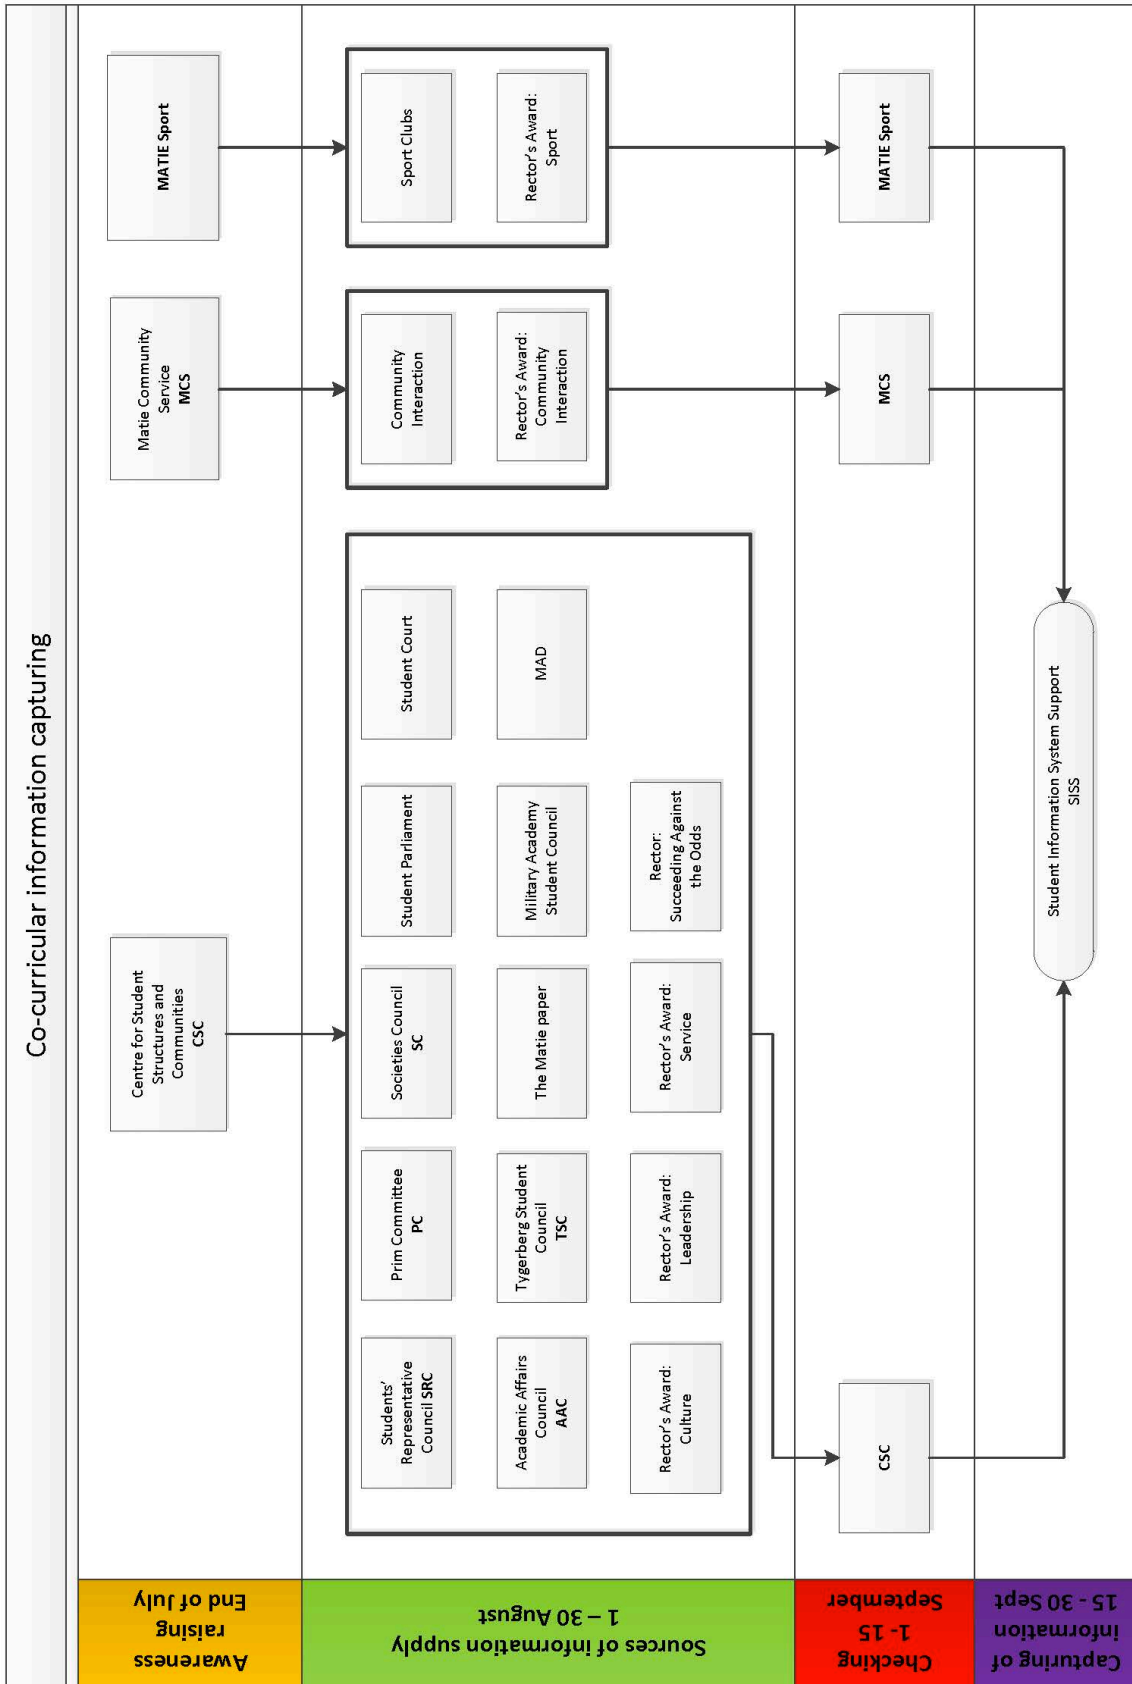 Co-curricular information capturing
Awareness
raising
End of July
Centre for Student
Structures and
Communities
CSC
Matie Community
Service
MCS
MATIE Sport
Sources of information supply
1 – 30 August
Students'
Representative
Council SRC
Prim Committee
PC
Societies Council
SC
Student Parliament
Student Court
Academic Affairs
Council
AAC
Tygerberg Student
Council
TSC
The Matie paper
Military Academy
Student Council
MAD
Rector's Award:
Culture
Rector's Award:
Leadership
Rector's Award:
Service
Rector:
Succeeding Against
the Odds
Community
Interaction
Rector's Award:
Community
Interaction
Sport Clubs
Rector's Award:
Sport
Checking
1- 15
September
CSC
MCS
MATIE Sport
Capturing of
information
15 - 30 Sept
Student Information System Support
SISS